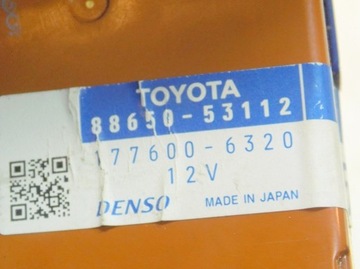 TOYOTA
88650-53112
177600-6320
12V
DENSO MADE IN JAPAN